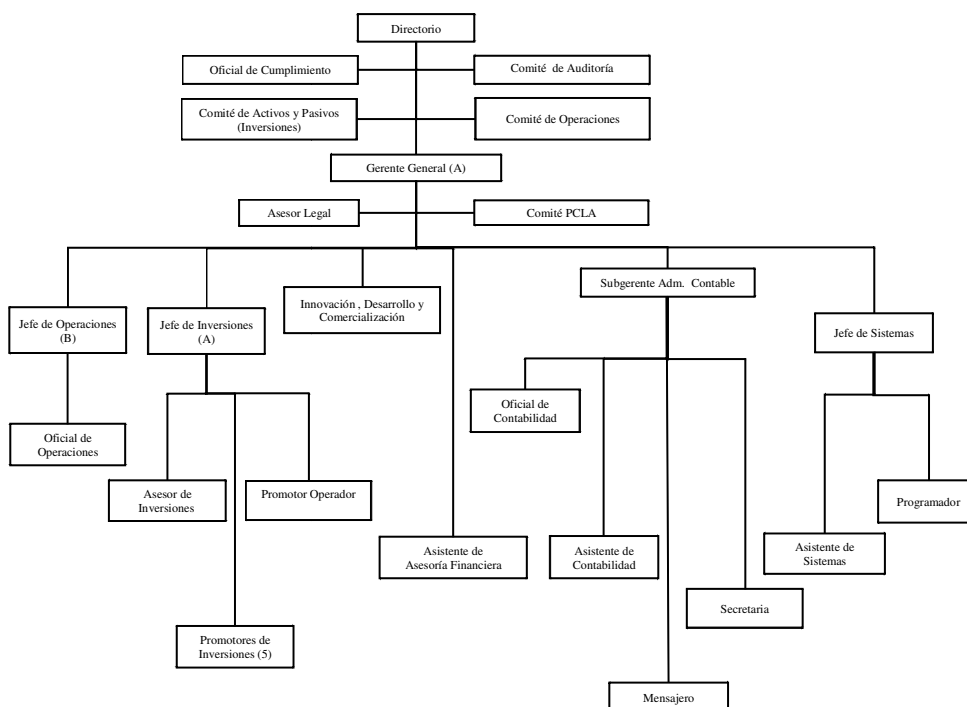 Directorio
Oficial de Cumplimiento
Comité de Auditoría
Comité de Activos y Pasivos
(Inversiones)
Comité de Operaciones
Gerente General (A)
Asesor Legal
Comité PCLA
Jefe de Operaciones
(B)
Jefe de Inversiones
(A)
Innovación , Desarrollo y
Comercialización
Subgerente Adm. Contable
Jefe de Sistemas
Oficial de
Operaciones
Asesor de
Inversiones
Promotor Operador
Oficial de
Contabilidad
Programador
Asistente de
Asesoría Financiera
Asistente de
Contabilidad
Asistente de
Sistemas
Secretaria
Promotores de
Inversiones (5)
Mensajero